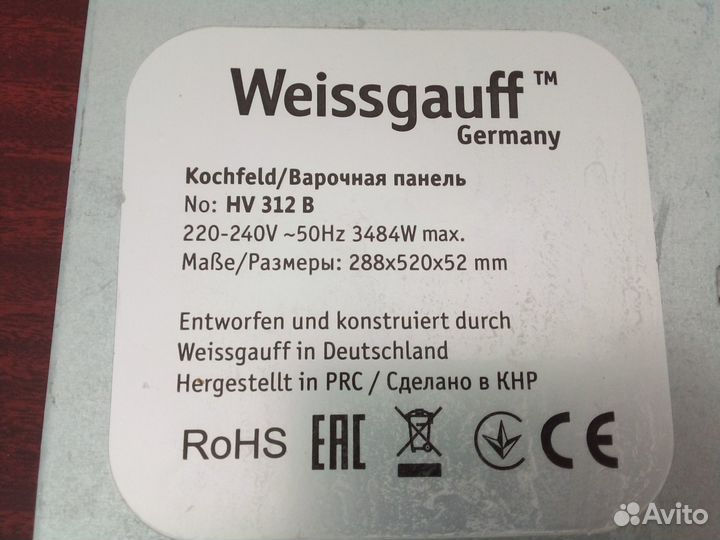 Weissgauff™
Germany
Kochfeld/Варочная панель
No: HV 312 B
220-240V ~50Hz 3484W max.
Maße/Размеры: 288x520x52 mm
Entworfen und konstruiert durch
Weissgauff in Deutschland
Hergestellt in PRC / Сделано в КНР
RoHS EAC CE
Avito